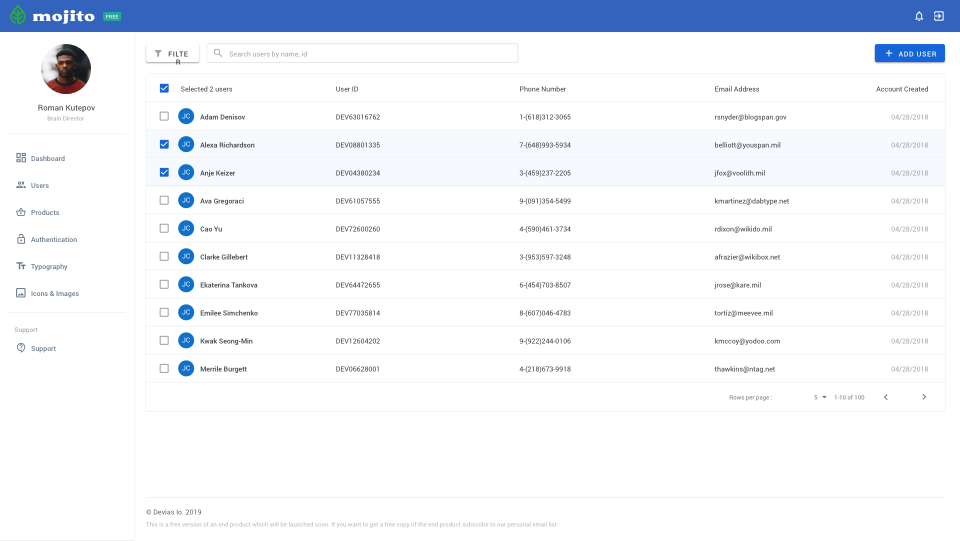 mojito FREE
FILTE
R
Search users by name, id
ADD USER
Roman Kutepov
Brain Director
Dashboard
Users
Products
Authentication
Typography
Icons & Images
Support
Support
Selected 2 users User ID Phone Number Email Address Account Created
JC Adam Denisov DEV63016762 1-(618)312-3065 rsnyder@blogspan.gov 04/28/2018
JC Alexa Richardson DEV08801335 7-(648)993-5934 belliott@youspan.mil 04/28/2018
JC Anje Keizer DEV04380234 3-(459)237-2205 jfox@voolith.mil 04/28/2018
JC Ava Gregoraci DEV61057555 9-(091)354-5499 kmartinez@dabtype.net 04/28/2018
JC Cao Yu DEV72600260 4-(590)461-3734 rdixon@wikido.mil 04/28/2018
JC Clarke Gillebert DEV11328418 3-(953)597-3248 afrazier@wikibox.net 04/28/2018
JC Ekaterina Tankova DEV64472655 6-(454)703-8507 jrose@kare.mil 04/28/2018
JC Emilee Simchenko DEV77035814 8-(607)046-4783 tortiz@meevee.mil 04/28/2018
JC Kwak Seong-Min DEV12604202 9-(922)244-0106 kmccoy@yodoo.com 04/28/2018
JC Merrile Burgett DEV06628001 4-(218)673-9918 thawkins@ntag.net 04/28/2018
Rows per page : 5 1-10 of 100
© Devias Io. 2019
This is a free version of an end product which will be launched soon. If you want to get a free copy of the end product subscribe to our personal email list